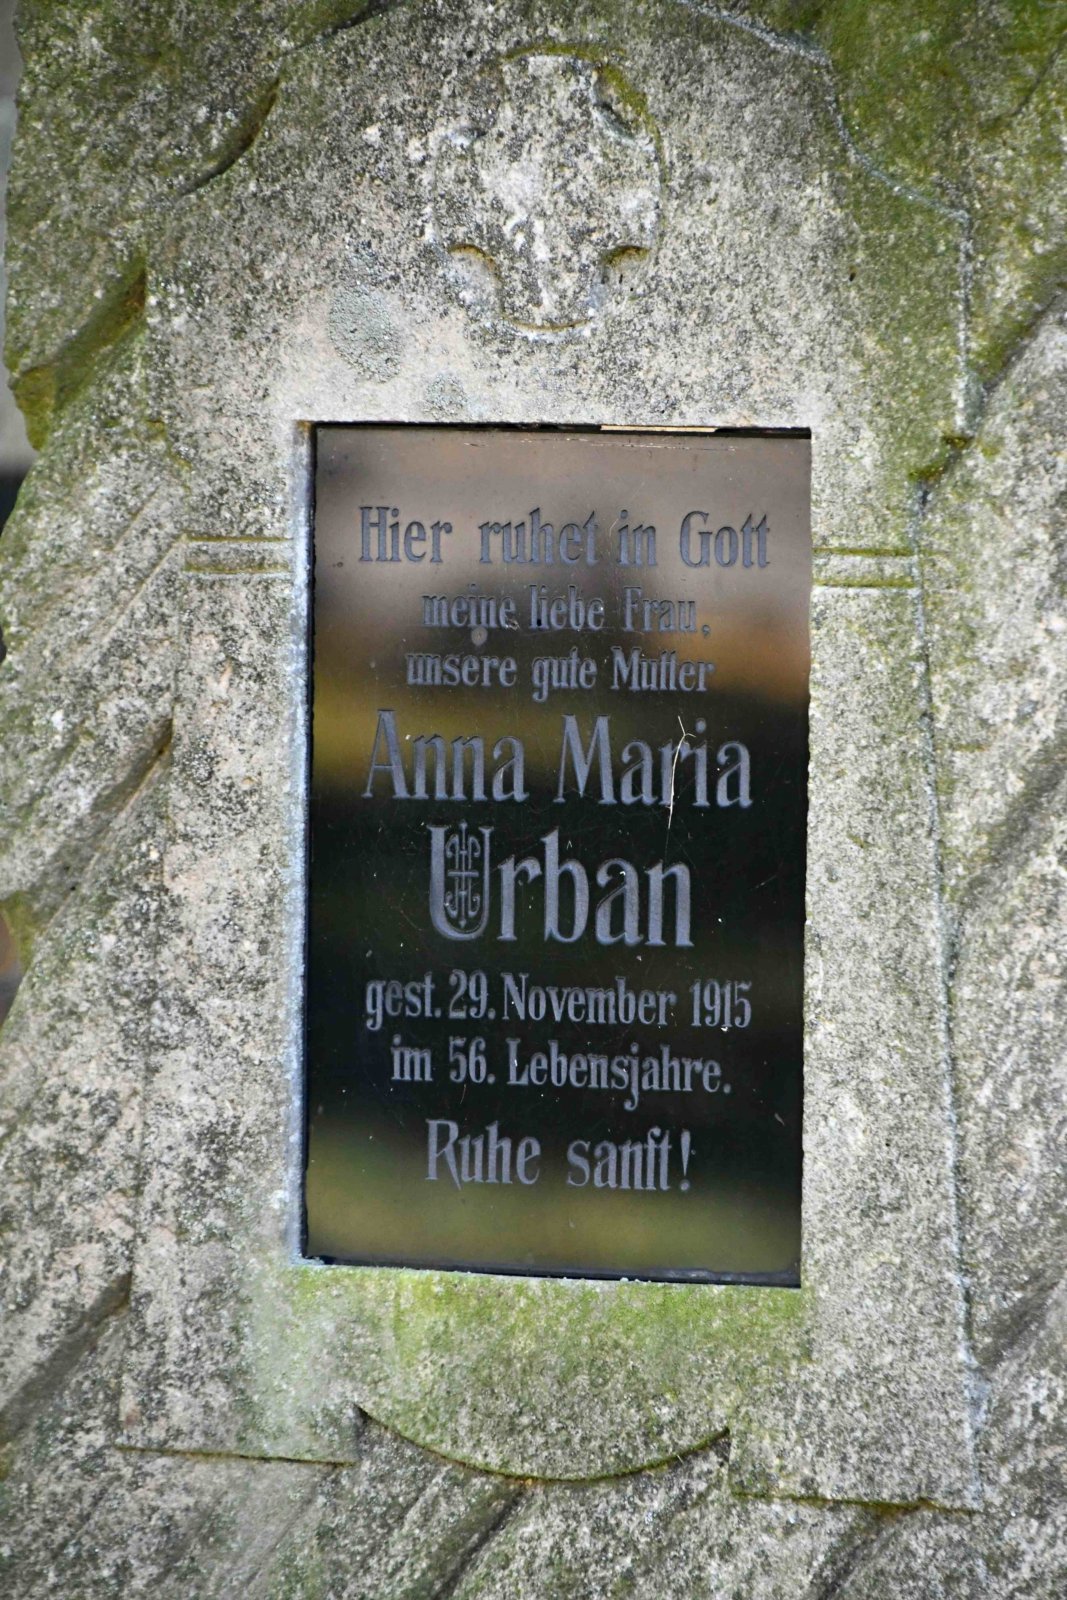 Hier ruhet in Gott
meine liebe Frau,
unsere gute Mutter
Anna Maria
Urban
gest. 29. November 1915
im 56. Lebensjahre.
Ruhe sanft!